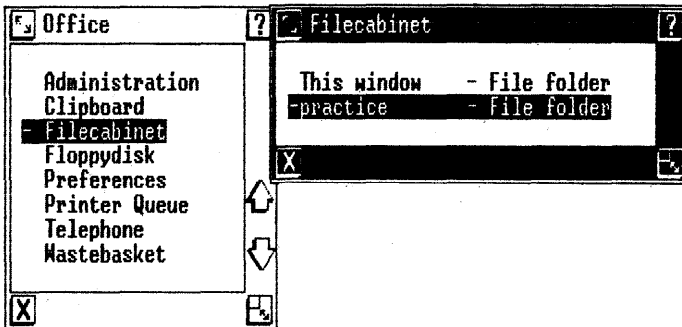 Office ?
Administration
Clipboard
- Filecabinet
Floppydisk
Preferences
Printer Queue
Telephone
Wastebasket
X
Filecabinet ?
This window - File folder
-practice - File folder
X